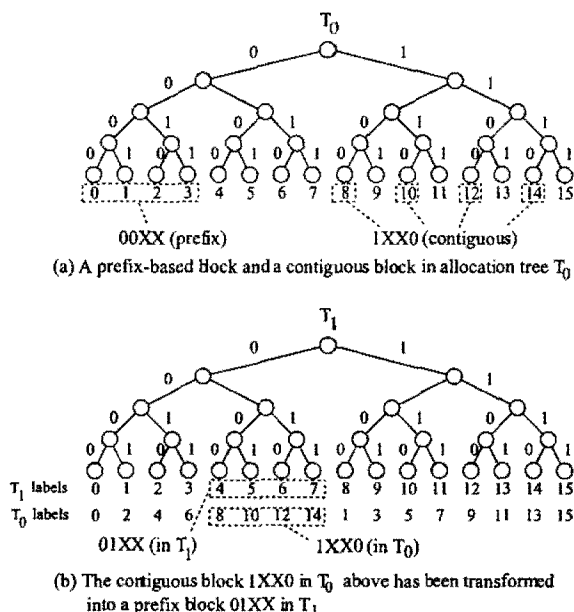 T0
0 1
0 1 0 1
0 1 0 1 0 1 0 1
0 1 0 1 0 1 0 1 0 1 0 1 0 1 0 1
0 1 2 3 4 5 6 7 8 9 10 11 12 13 14 15
00XX (prefix) 1XX0 (contiguous)
(a) A prefix-based block and a contiguous block in allocation tree T0
T1
0 1
0 1
0 1 0 1 0 1 0 1
0 1 0 1 0 1 0 1 0 1 0 1 0 1 0 1
T1 labels 0 1 2 3 4 5 6 7 8 9 10 11 12 13 14 15
T0 labels 0 2 4 6 8 10 12 14 1 3 5 7 9 11 13 15
01XX (in T1) 1XX0 (in T0)
(b) The contiguous block 1XX0 in T0 above has been transformed
into a prefix block 01XX in T1